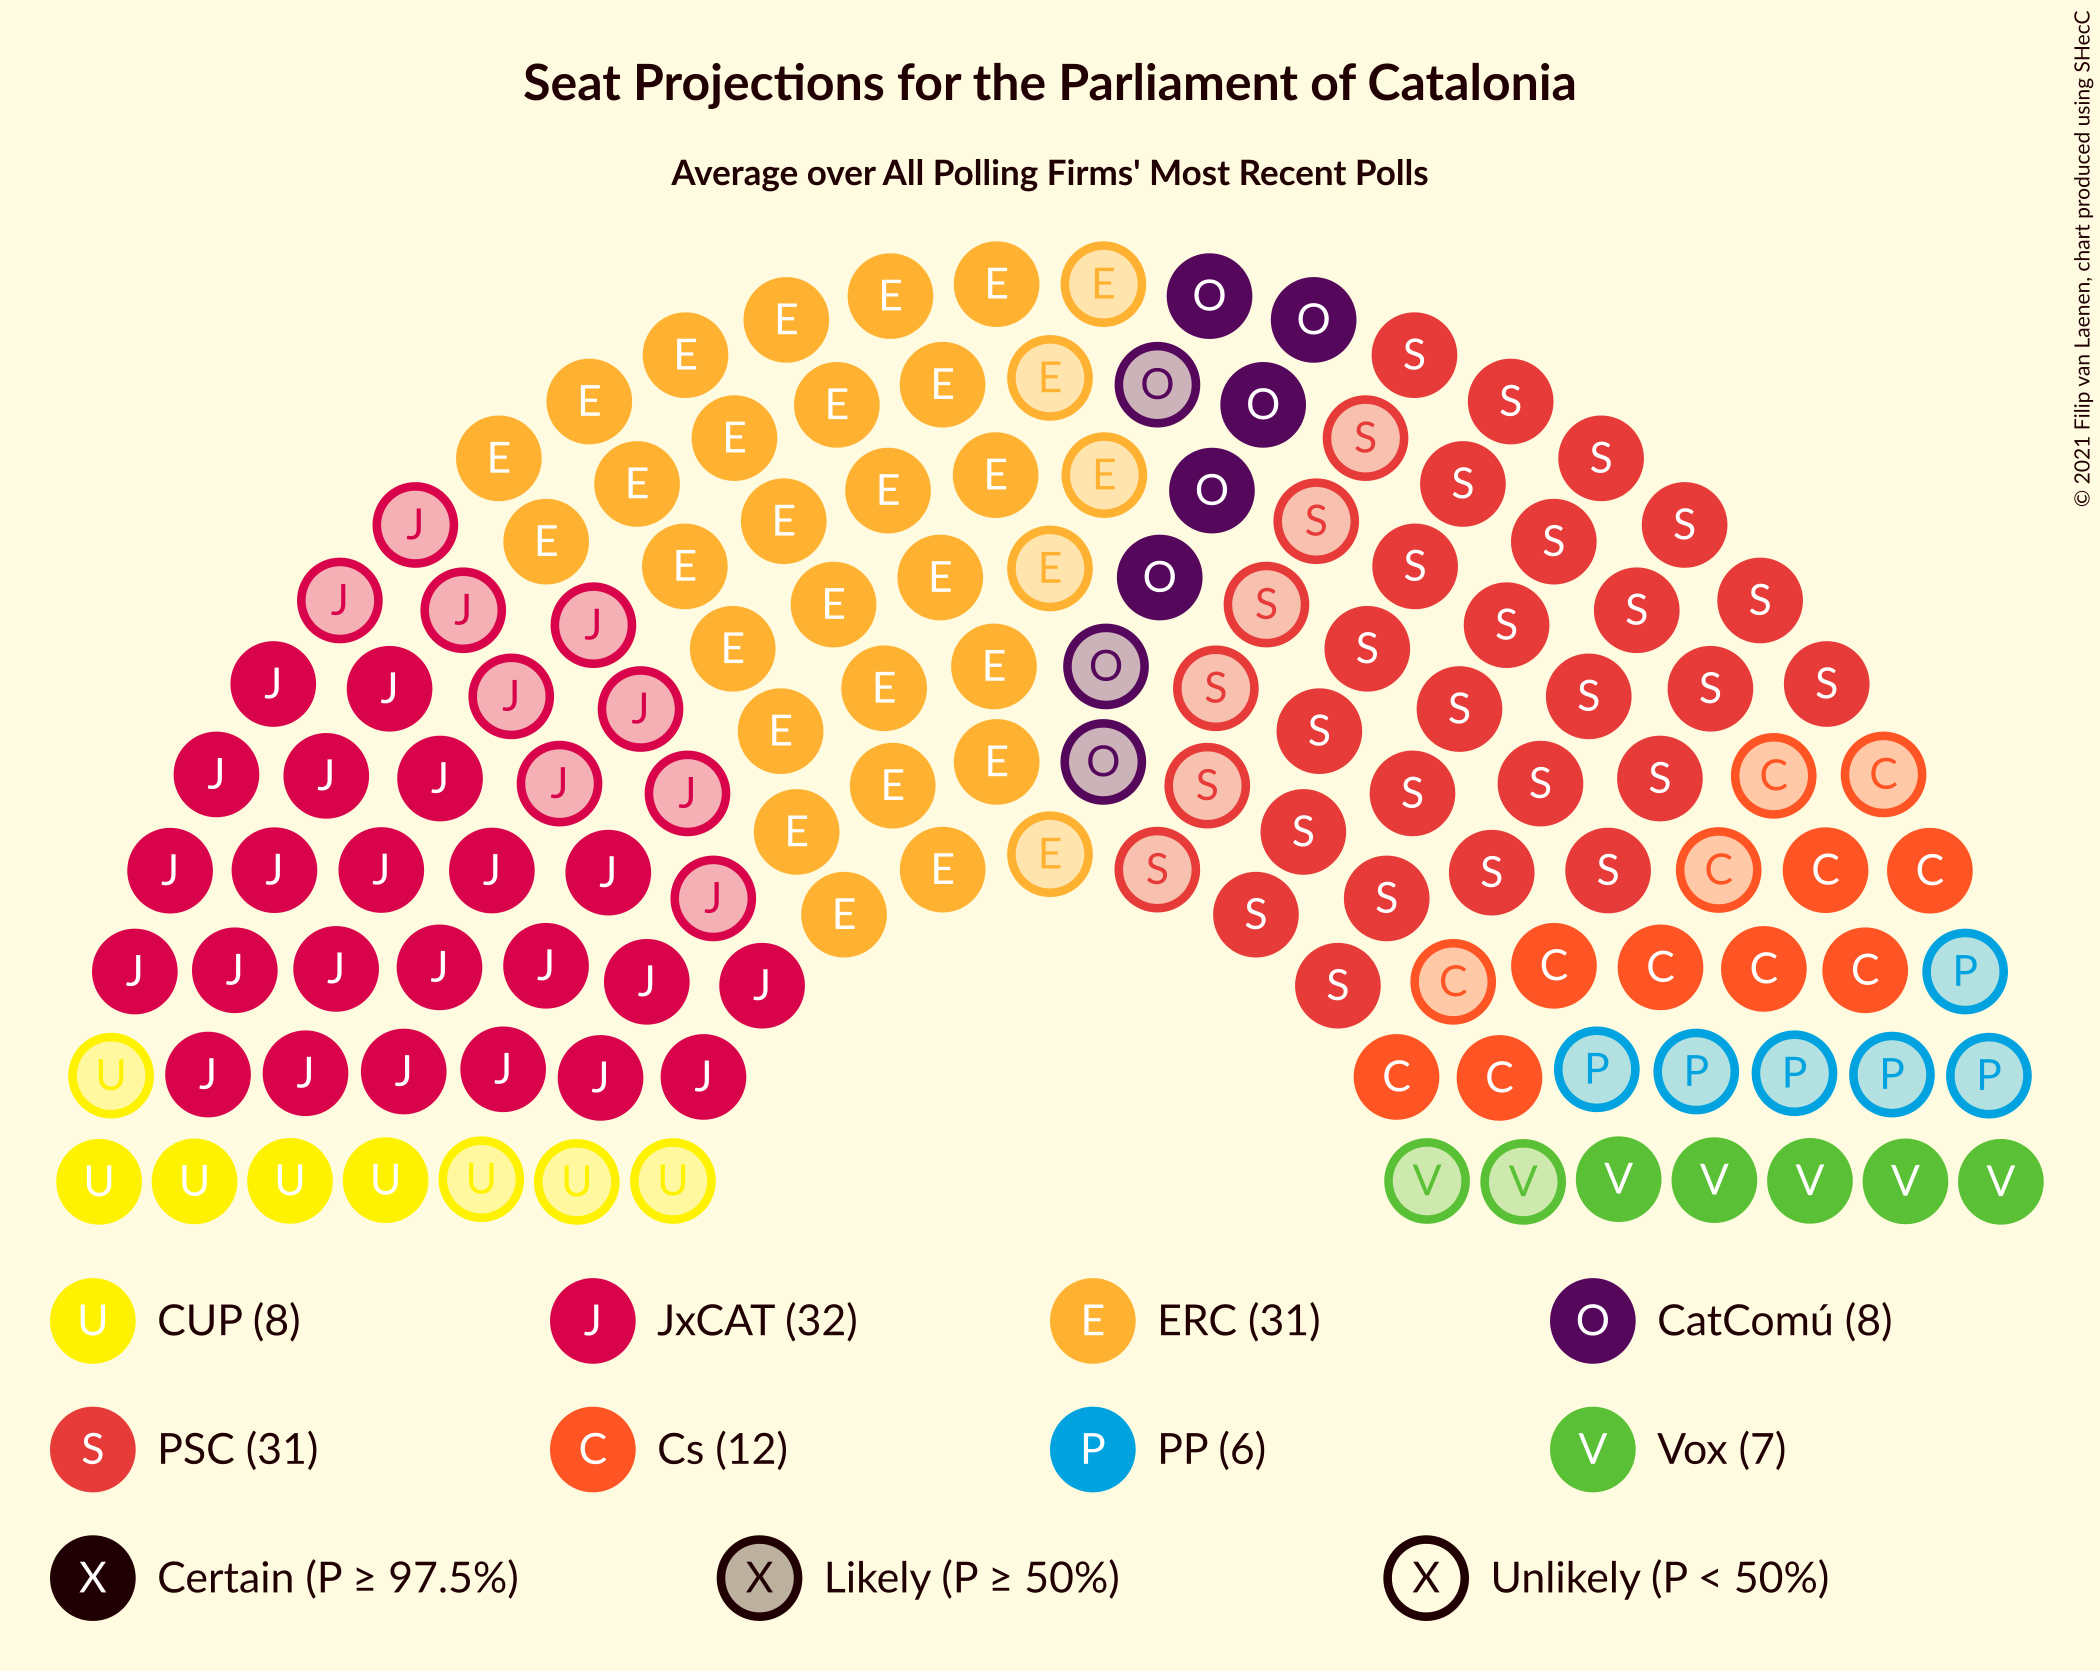 Seat Projections for the Parliament of Catalonia
Average over All Polling Firms' Most Recent Polls
© 2021 Filip van Laenen, chart produced using SHecC
E E E O
E E O
E E S
E E E O S
E E O S
E S S
E E E O S
J E E S S S
E E E O S S
J J J E E E S S S S
J J J E E E O S S S S S
J J J J J E E E O S S S S C C
J J J J J J E E E S S S S S C C C
J J J J J J J E S S C C C C C P
U J J J J J J C C P P P P P
U U U U U U U V V V V V V V
U CUP (8) J JxCAT (32) E ERC (31) O CatComú (8)
S PSC (31) C Cs (12) P PP (6) V Vox (7)
X Certain (P ≥ 97.5%) X Likely (P ≥ 50%) X Unlikely (P < 50%)